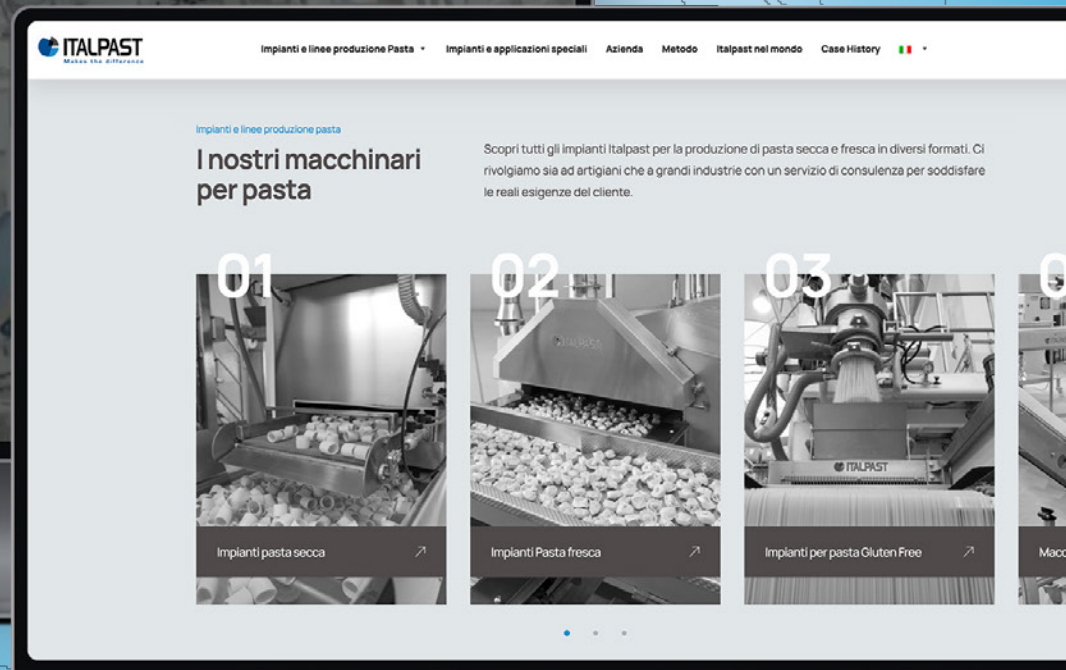 ITALPAST
Makes the difference
Impianti e linee produzione Pasta
Impianti e applicazioni speciali
Azienda
Metodo
Italpast nel mondo
Case History
Impianti e linee produzione pasta
I nostri macchinari
per pasta
Scopri tutti gli impianti Italpast per la produzione di pasta secca e fresca in diversi formati. Ci
rivolgiamo sia ad artigiani che a grandi industrie con un servizio di consulenza per soddisfare
le reali esigenze del cliente.
01
02
03
0
ITALPAST
ITALPAST
Impianti pasta secca
Impianti Pasta fresca
Impianti per pasta Gluten Free
Macc